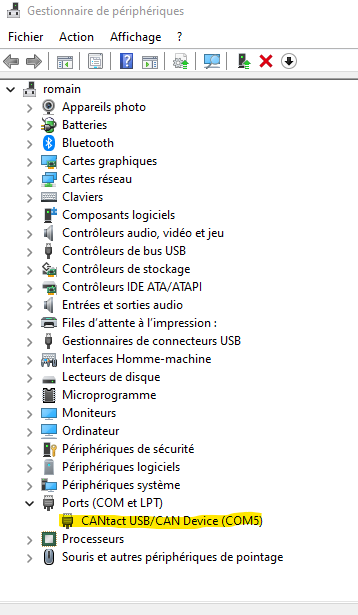 Gestionnaire de périphériques
Fichier Action Affichage ?
romain
Appareils photo
Batteries
Bluetooth
Cartes graphiques
Cartes réseau
Claviers
Composants logiciels
Contrôleurs audio, vidéo et jeu
Contrôleurs de bus USB
Contrôleurs de stockage
Contrôleurs IDE ATA/ATAPI
Entrées et sorties audio
Files d'attente à l'impression :
Gestionnaires de connecteurs USB
Interfaces Homme-machine
Lecteurs de disque
Microprogramme
Moniteurs
Ordinateur
Périphériques de sécurité
Périphériques logiciels
Périphériques système
Ports (COM et LPT)
CANtact USB/CAN Device (COM5)
Processeurs
Souris et autres périphériques de pointage